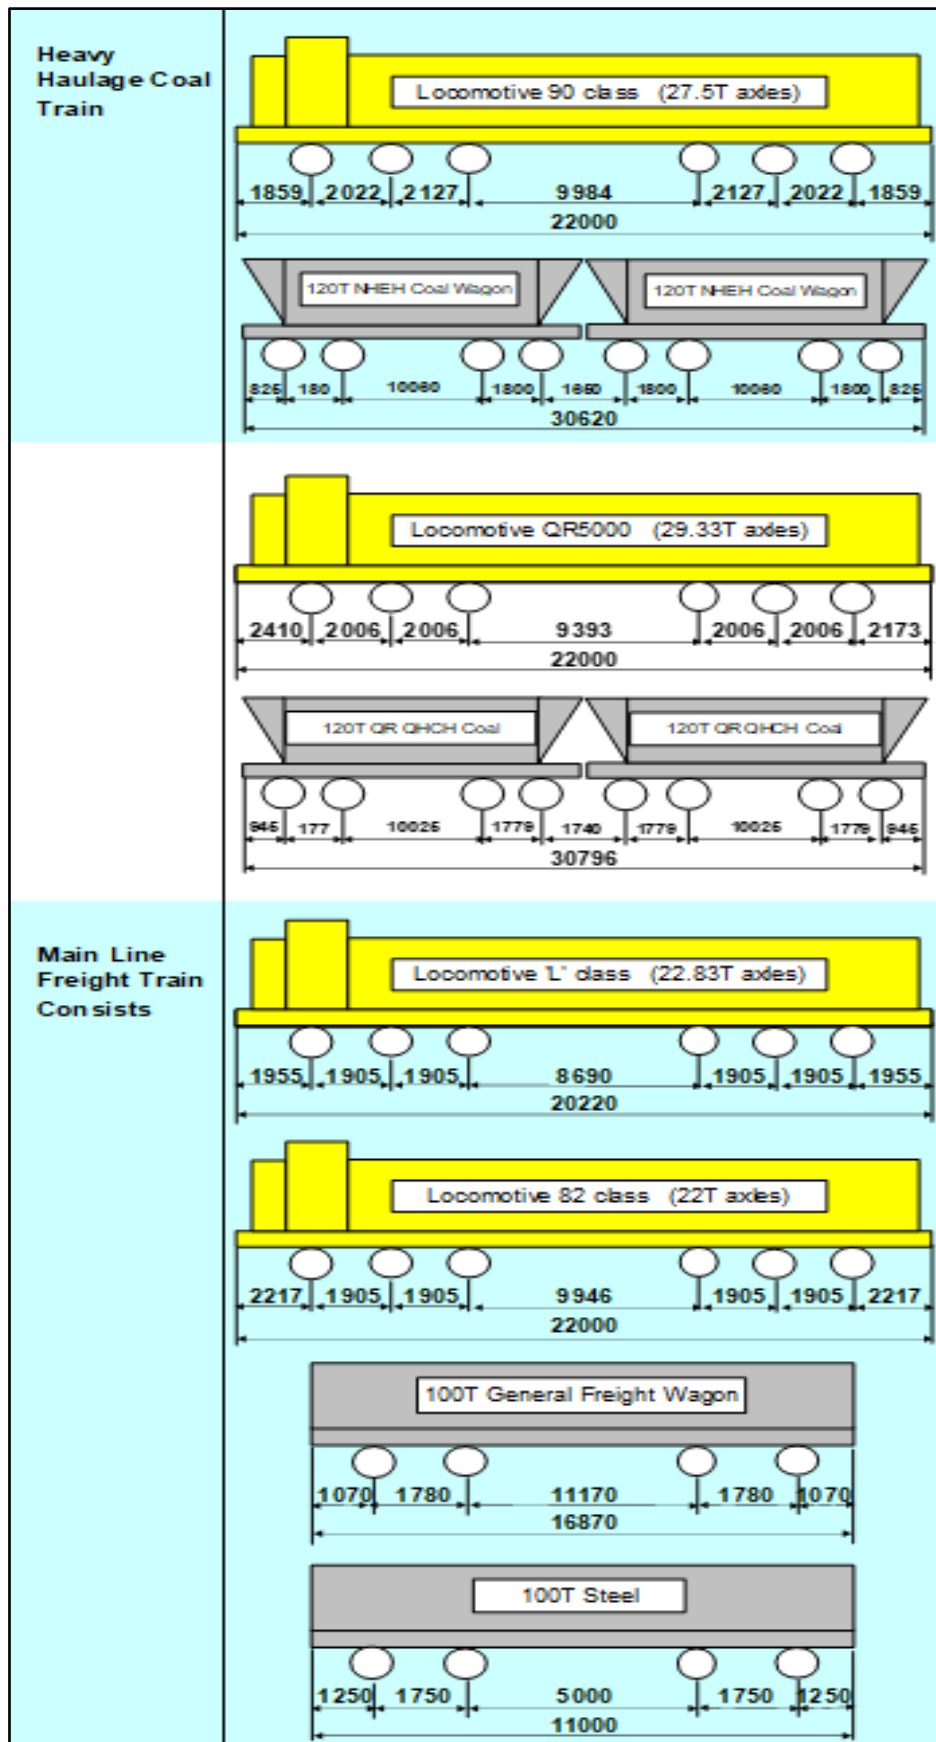 Heavy
Haulage Coal
Train
Locomotive 90 class (27.5T axles)
1859 2022 2127 9984 2127 2022 1859
22000
120T NHEH Coal Wagon 120T NHEH Coal Wagon
825 180 10060 1800 1650 1800 10060 1800 825
30620
Locomotive QR5000 (29.33T axles)
2410 2006 2006 9393 2006 2006 2173
22000
120T QR QHCH Coal 120T QR QHCH Coal
945 177 10025 1779 1740 1779 10025 1779 945
30796
Main Line
Freight Train
Consists
Locomotive 'L' class (22.83T axles)
1955 1905 1905 8690 1905 1905 1955
20220
Locomotive 82 class (22T axles)
2217 1905 1905 9946 1905 1905 2217
22000
100T General Freight Wagon
1070 1780 11170 1780 1070
16870
100T Steel
1250 1750 5000 1750 1250
11000